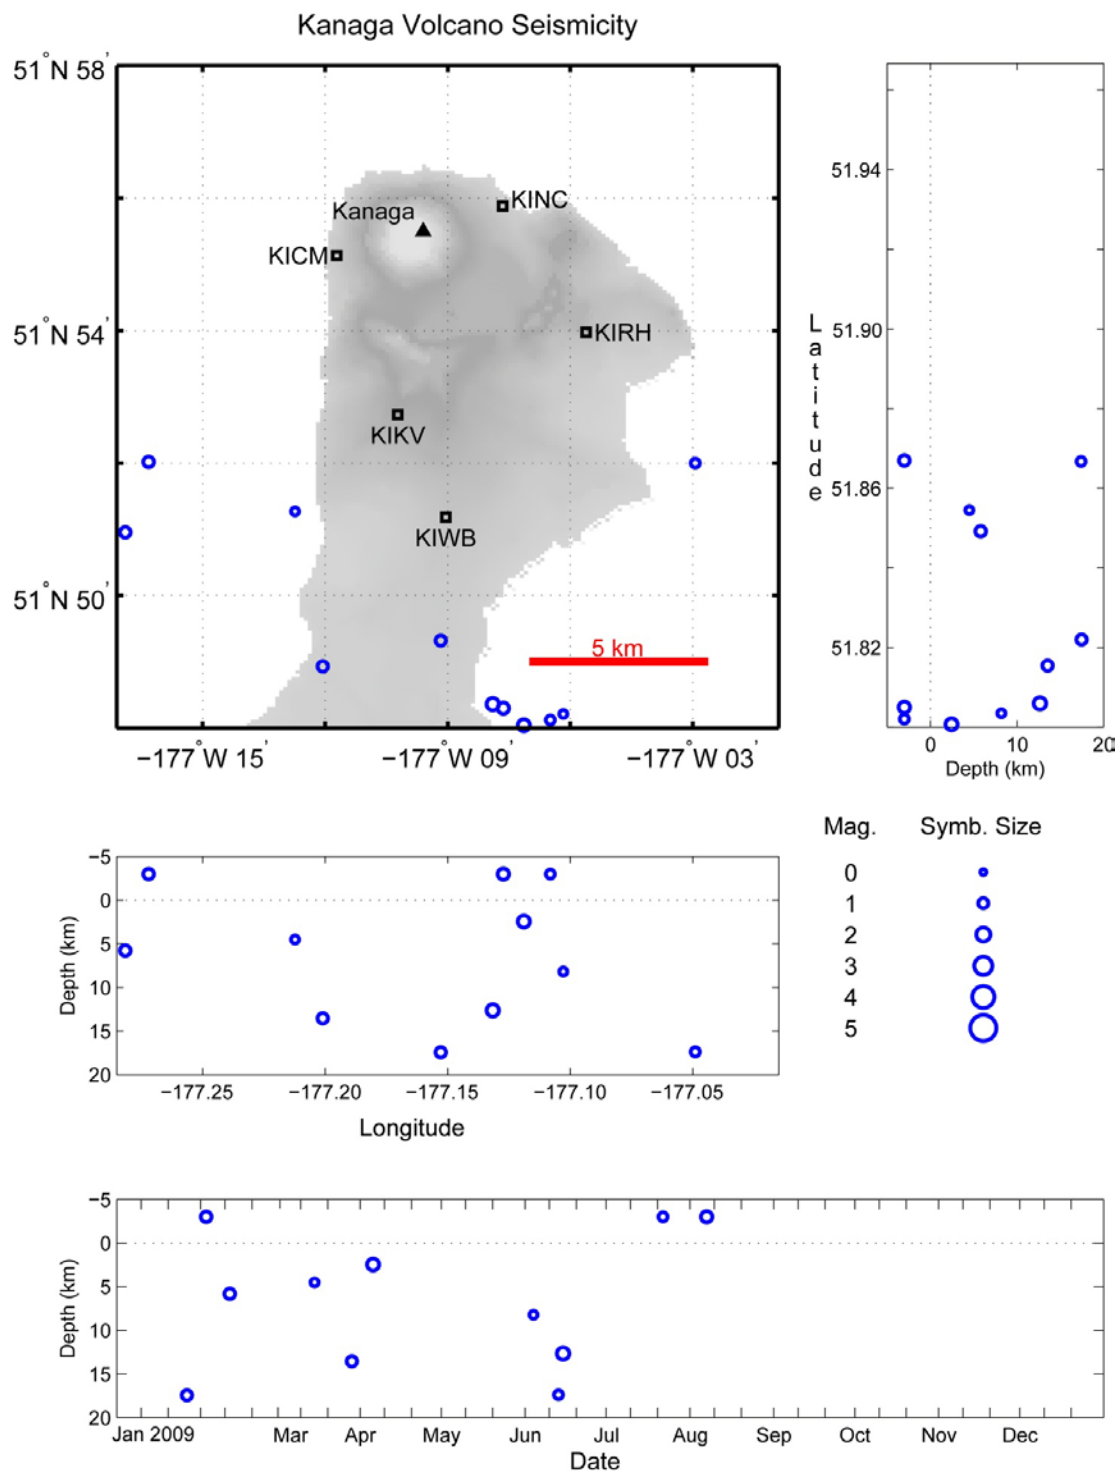 Kanaga Volcano Seismicity
51°N 58'
51°N 54'
51°N 50'
Kanaga
KINC
KICM
KIRH
KIKV
KIWB
5 km
−177°W 15'
−177°W 09'
−177°W 03'
Latitude
51.94
51.90
51.86
51.82
0 10 20
Depth (km)
Mag. Symb. Size
0
1
2
3
4
5
−5
0
5
10
15
20
Depth (km)
−177.25 −177.20 −177.15 −177.10 −177.05
Longitude
−5
0
5
10
15
20
Depth (km)
Jan 2009 Mar Apr May Jun Jul Aug Sep Oct Nov Dec
Date